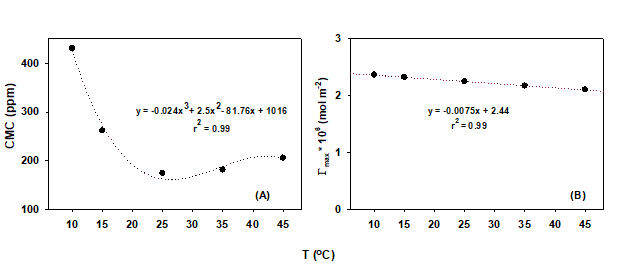 CMC (ppm)
400
300
200
100
y = -0.024x³ + 2.5x² - 81.76x + 1016
r² = 0.99
(A)
10 15 20 25 30 35 40 45
Γmax * 10⁶ (mol m⁻²)
3
2
1
0
y = -0.0075x + 2.44
r² = 0.99
(B)
10 15 20 25 30 35 40 45
T (°C)